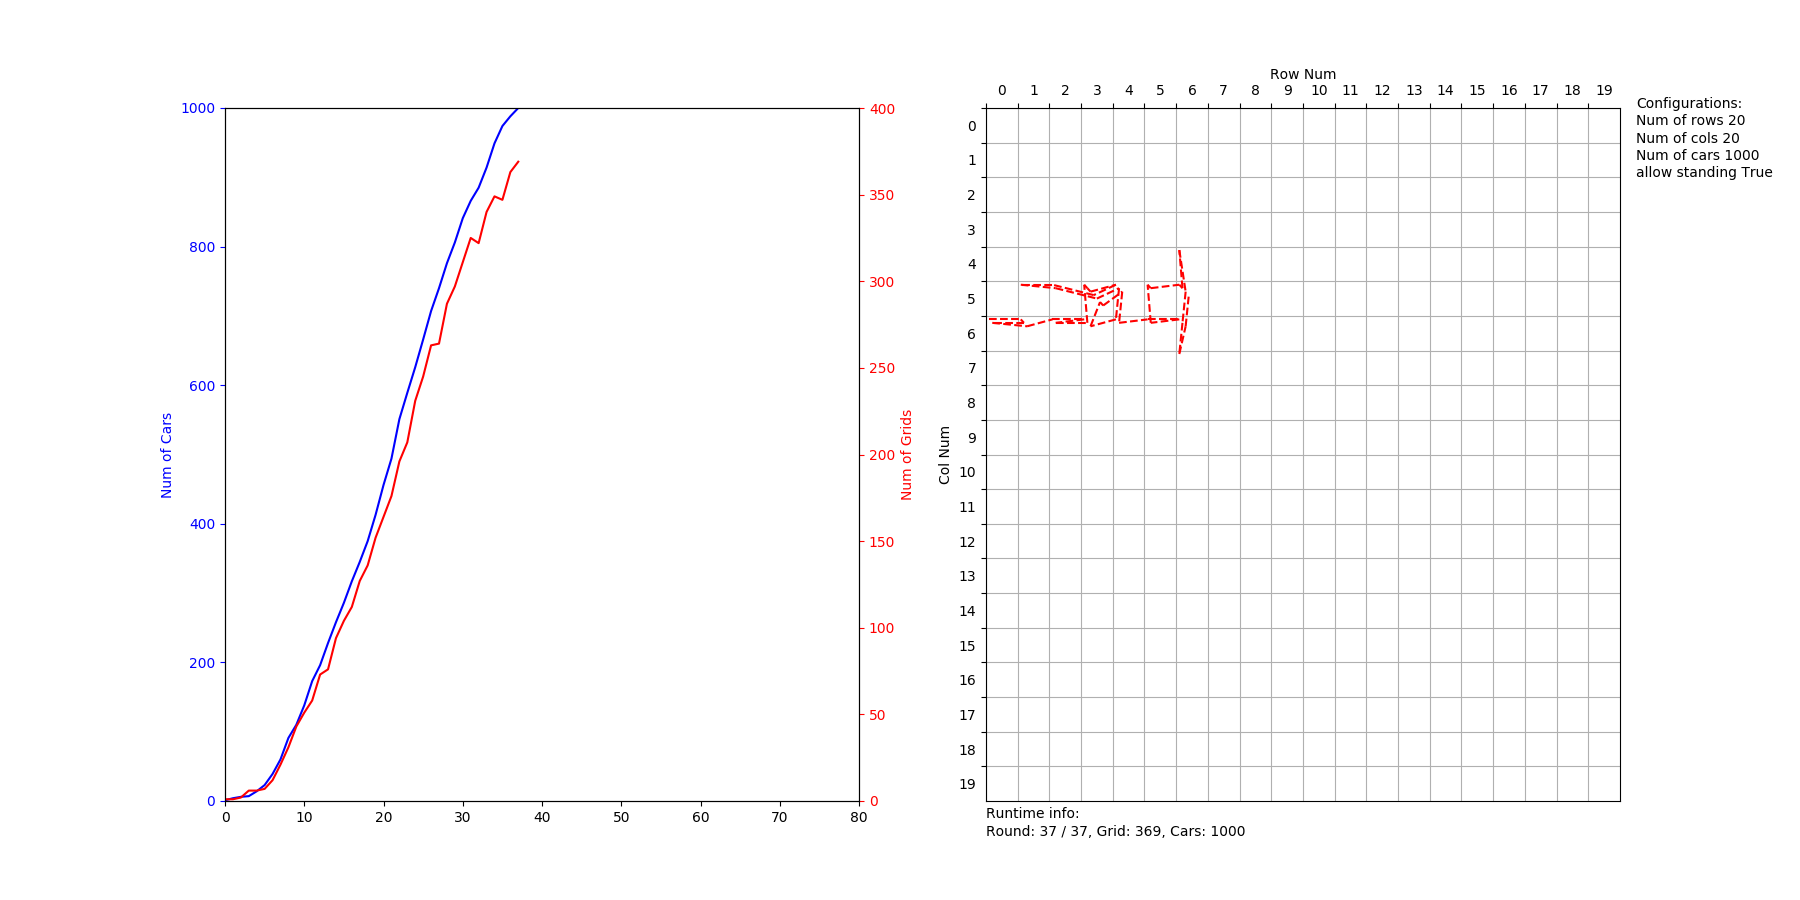 Row Num
0 1 2 3 4 5 6 7 8 9 10 11 12 13 14 15 16 17 18 19
Configurations:
Num of rows 20
Num of cols 20
Num of cars 1000
allow standing True
1000
800
600
400
200
0
Num of Cars
0 10 20 30 40 50 60 70 80
400
350
300
250
200
150
100
50
0
Num of Grids
Col Num
0
1
2
3
4
5
6
7
8
9
10
11
12
13
14
15
16
17
18
19
Runtime info:
Round: 37 / 37, Grid: 369, Cars: 1000